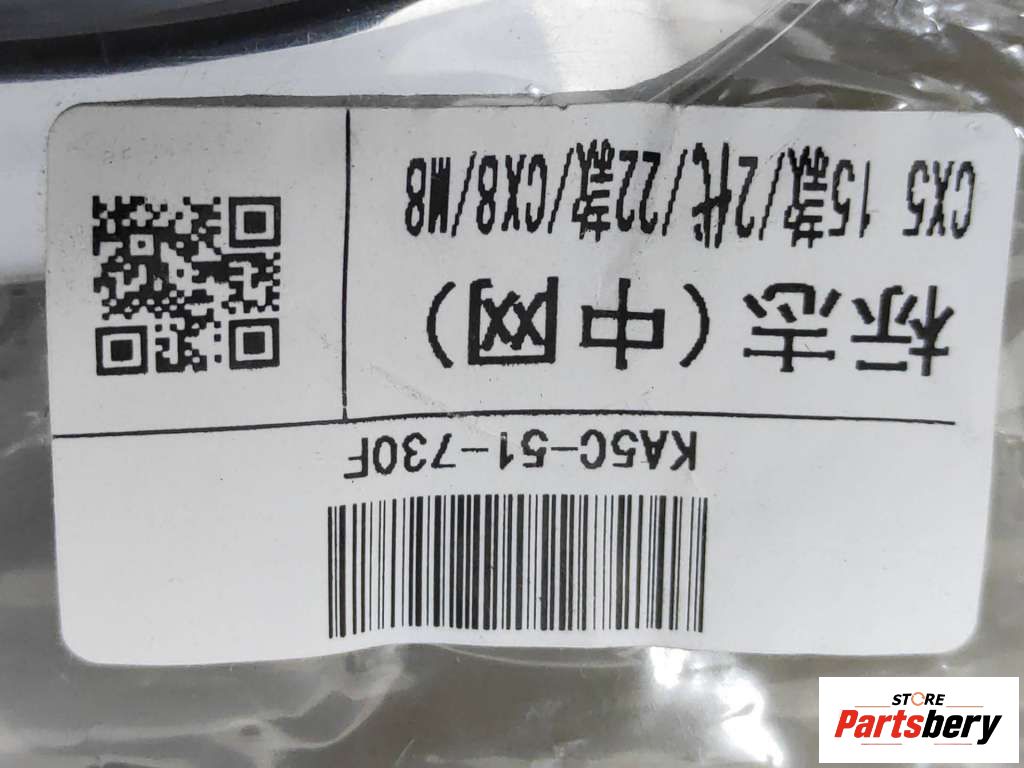 KA5C-51-730F
标志(中网)
CX5 15款/2代/22款/CX8/M8
STORE
Partsbery